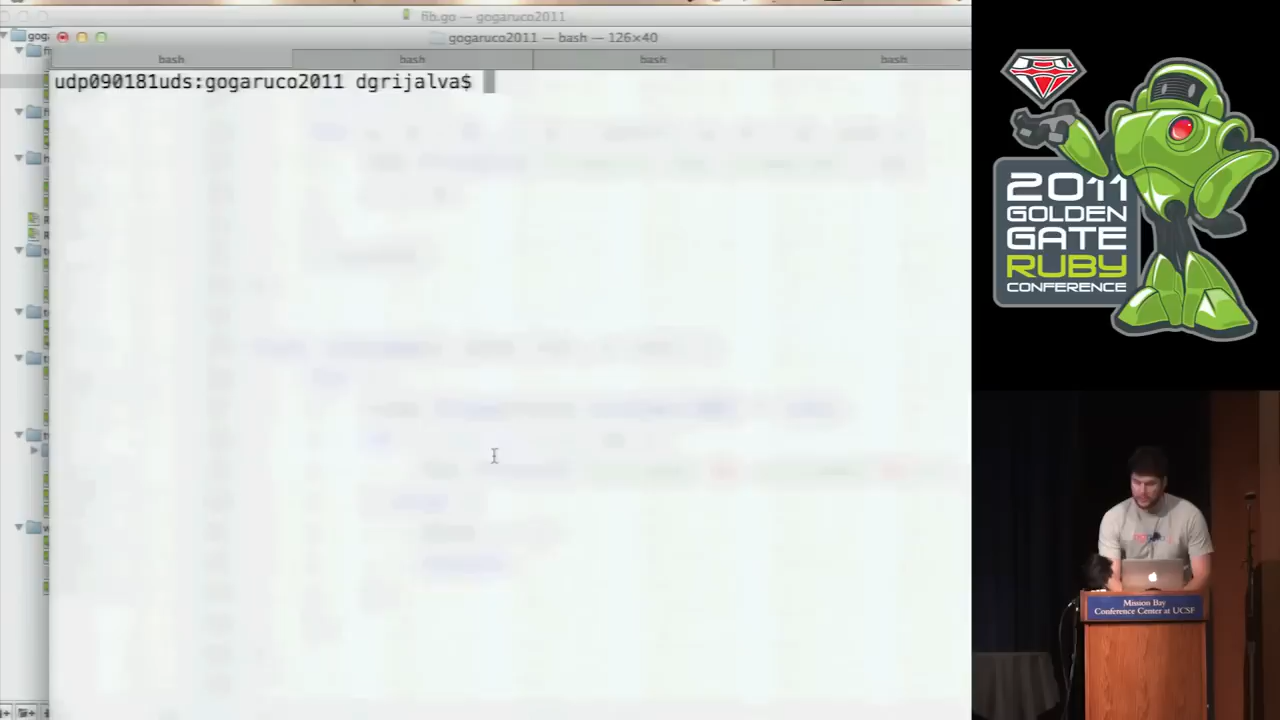 fib.go — gogaruco2011
gogaruco2011 — bash — 126×40
bash
bash
bash
bash
udp090181uds:gogaruco2011 dgrijalva$
2011
GOLDEN
GATE
RUBY
CONFERENCE
Mission Bay
Conference Center at UCSF